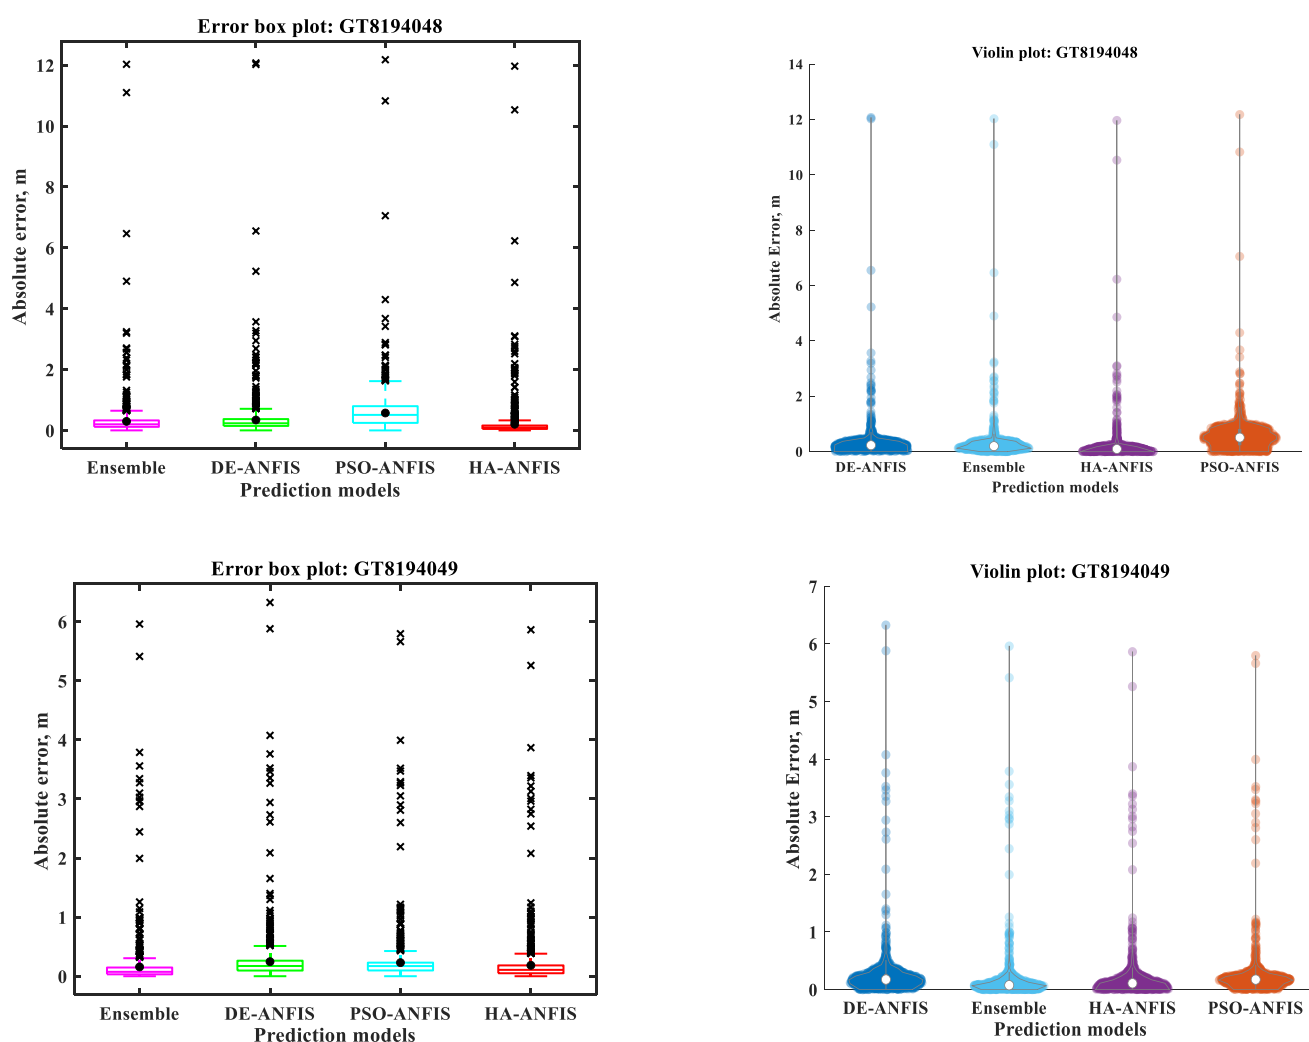 Error box plot: GT8194048
Absolute error, m
12
10
8
6
4
2
0
Ensemble DE-ANFIS PSO-ANFIS HA-ANFIS
Prediction models
Violin plot: GT8194048
Absolute Error, m
14
12
10
8
6
4
2
0
DE-ANFIS Ensemble HA-ANFIS PSO-ANFIS
Prediction models
Error box plot: GT8194049
Absolute error, m
6
5
4
3
2
1
0
Ensemble DE-ANFIS PSO-ANFIS HA-ANFIS
Prediction models
Violin plot: GT8194049
Absolute Error, m
7
6
5
4
3
2
1
0
DE-ANFIS Ensemble HA-ANFIS PSO-ANFIS
Prediction models